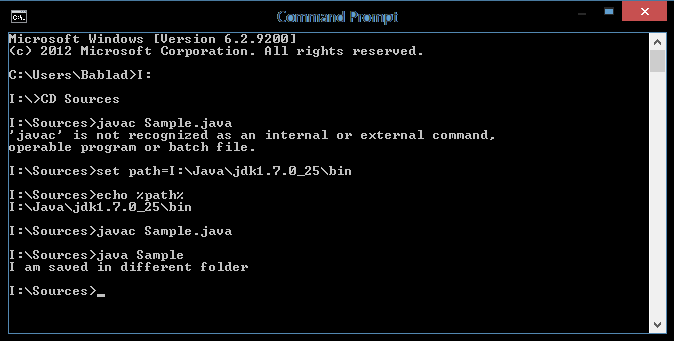 Command Prompt
Microsoft Windows [Version 6.2.9200]
(c) 2012 Microsoft Corporation. All rights reserved.
C:\Users\Bablad>I:
I:\>CD Sources
I:\Sources>javac Sample.java
'javac' is not recognized as an internal or external command,
operable program or batch file.
I:\Sources>set path=I:\Java\jdk1.7.0_25\bin
I:\Sources>echo %path%
I:\Java\jdk1.7.0_25\bin
I:\Sources>javac Sample.java
I:\Sources>java Sample
I am saved in different folder
I:\Sources>_